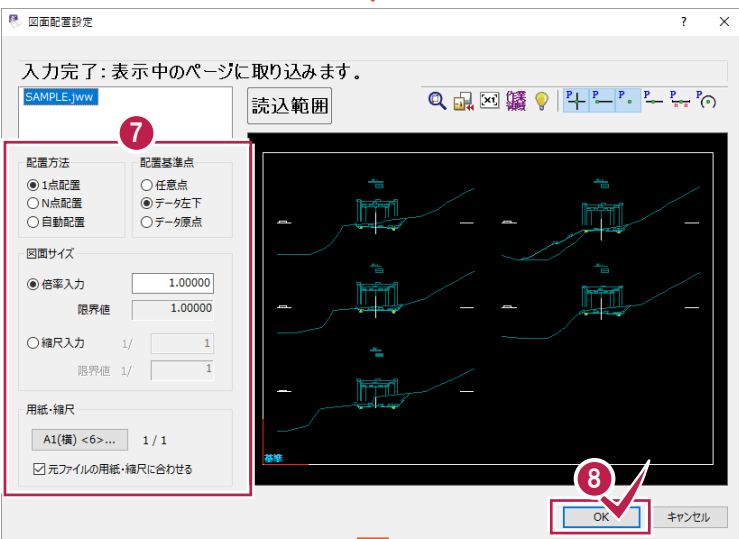 図面配置設定
? ×
入力完了:表示中のページに取り込みます。
SAMPLE.jww
読込範囲
7
配置方法
1点配置
N点配置
自動配置
配置基準点
任意点
データ左下
データ原点
図面サイズ
倍率入力 1.00000
限界値 1.00000
縮尺入力 1/ 1
限界値 1/ 1
用紙・縮尺
A1(横) <6>... 1 / 1
元ファイルの用紙・縮尺に合わせる
基準
8
OK キャンセル